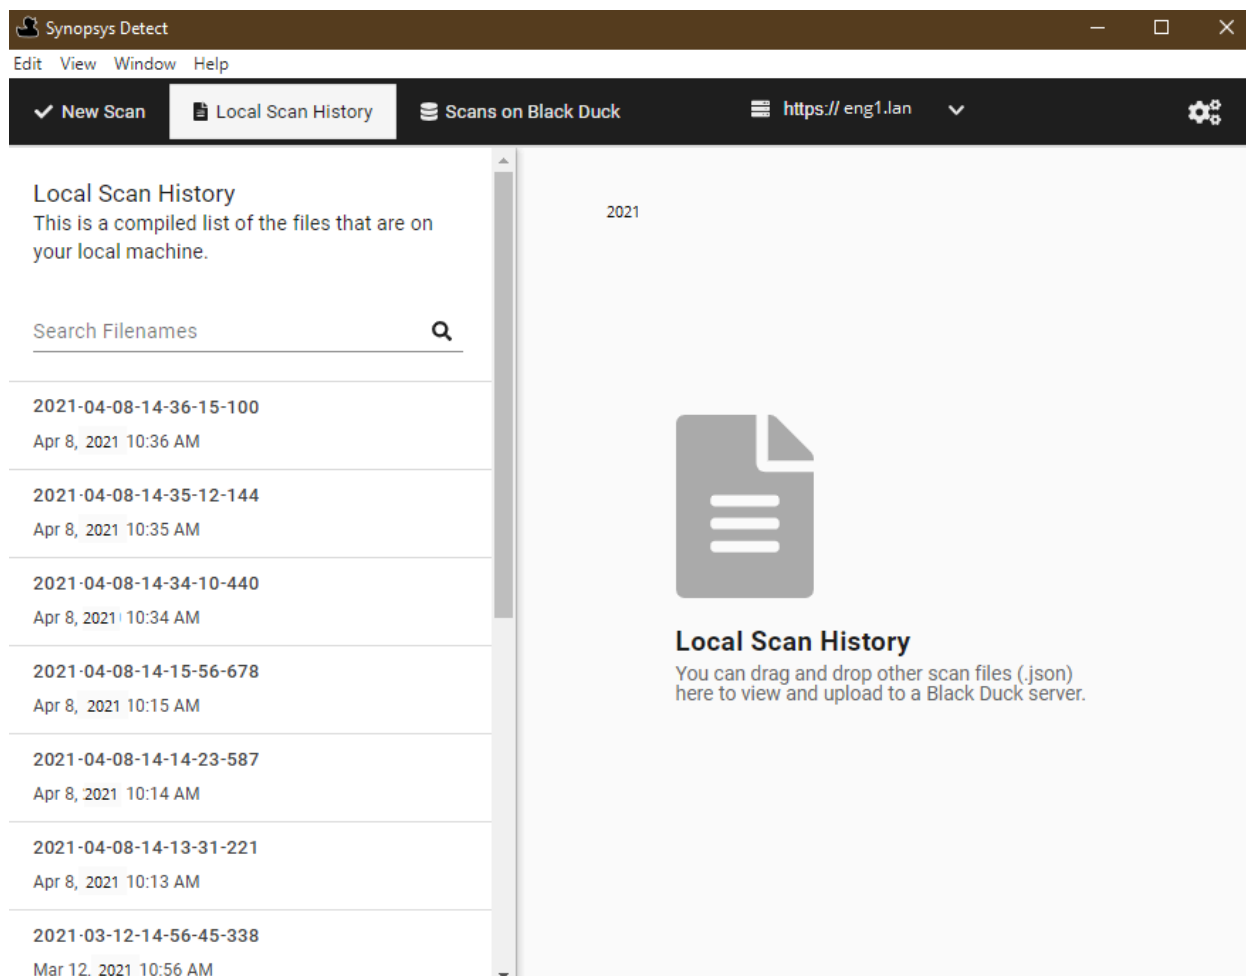 Synopsys Detect
Edit View Window Help
New Scan Local Scan History Scans on Black Duck https:// eng1.lan
Local Scan History
This is a compiled list of the files that are on
your local machine.
Search Filenames
2021-04-08-14-36-15-100
Apr 8, 2021 10:36 AM
2021-04-08-14-35-12-144
Apr 8, 2021 10:35 AM
2021-04-08-14-34-10-440
Apr 8, 2021 10:34 AM
2021-04-08-14-15-56-678
Apr 8, 2021 10:15 AM
2021-04-08-14-14-23-587
Apr 8, 2021 10:14 AM
2021-04-08-14-13-31-221
Apr 8, 2021 10:13 AM
2021-03-12-14-56-45-338
Mar 12, 2021 10:56 AM
2021
Local Scan History
You can drag and drop other scan files (.json)
here to view and upload to a Black Duck server.